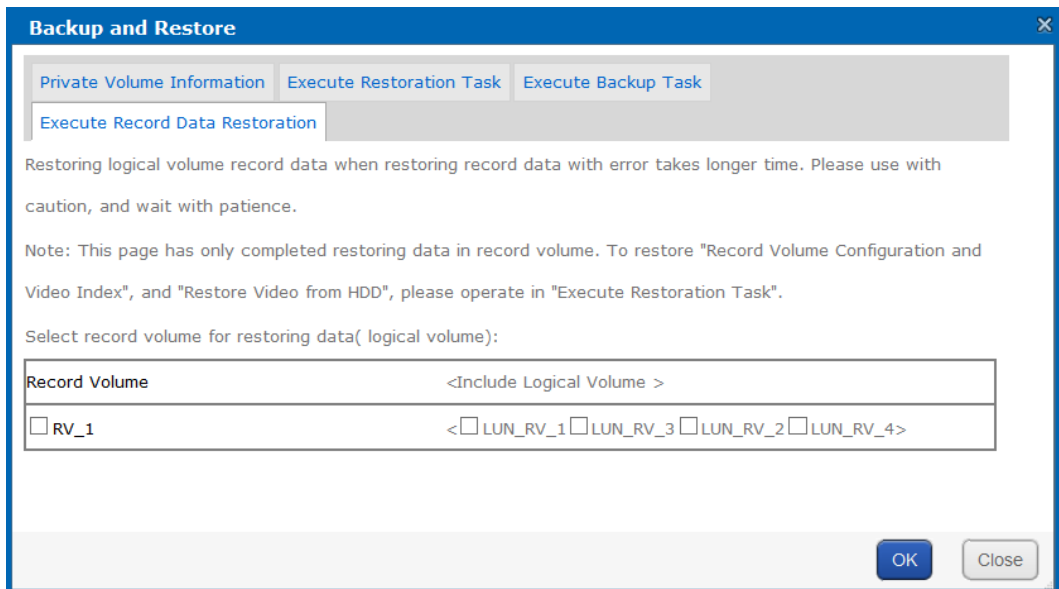 Backup and Restore
Private Volume Information Execute Restoration Task Execute Backup Task
Execute Record Data Restoration
Restoring logical volume record data when restoring record data with error takes longer time. Please use with
caution, and wait with patience.
Note: This page has only completed restoring data in record volume. To restore "Record Volume Configuration and
Video Index", and "Restore Video from HDD", please operate in "Execute Restoration Task".
Select record volume for restoring data( logical volume):
Record Volume <Include Logical Volume >
RV_1 <LUN_RV_1 LUN_RV_3 LUN_RV_2 LUN_RV_4>
OK Close